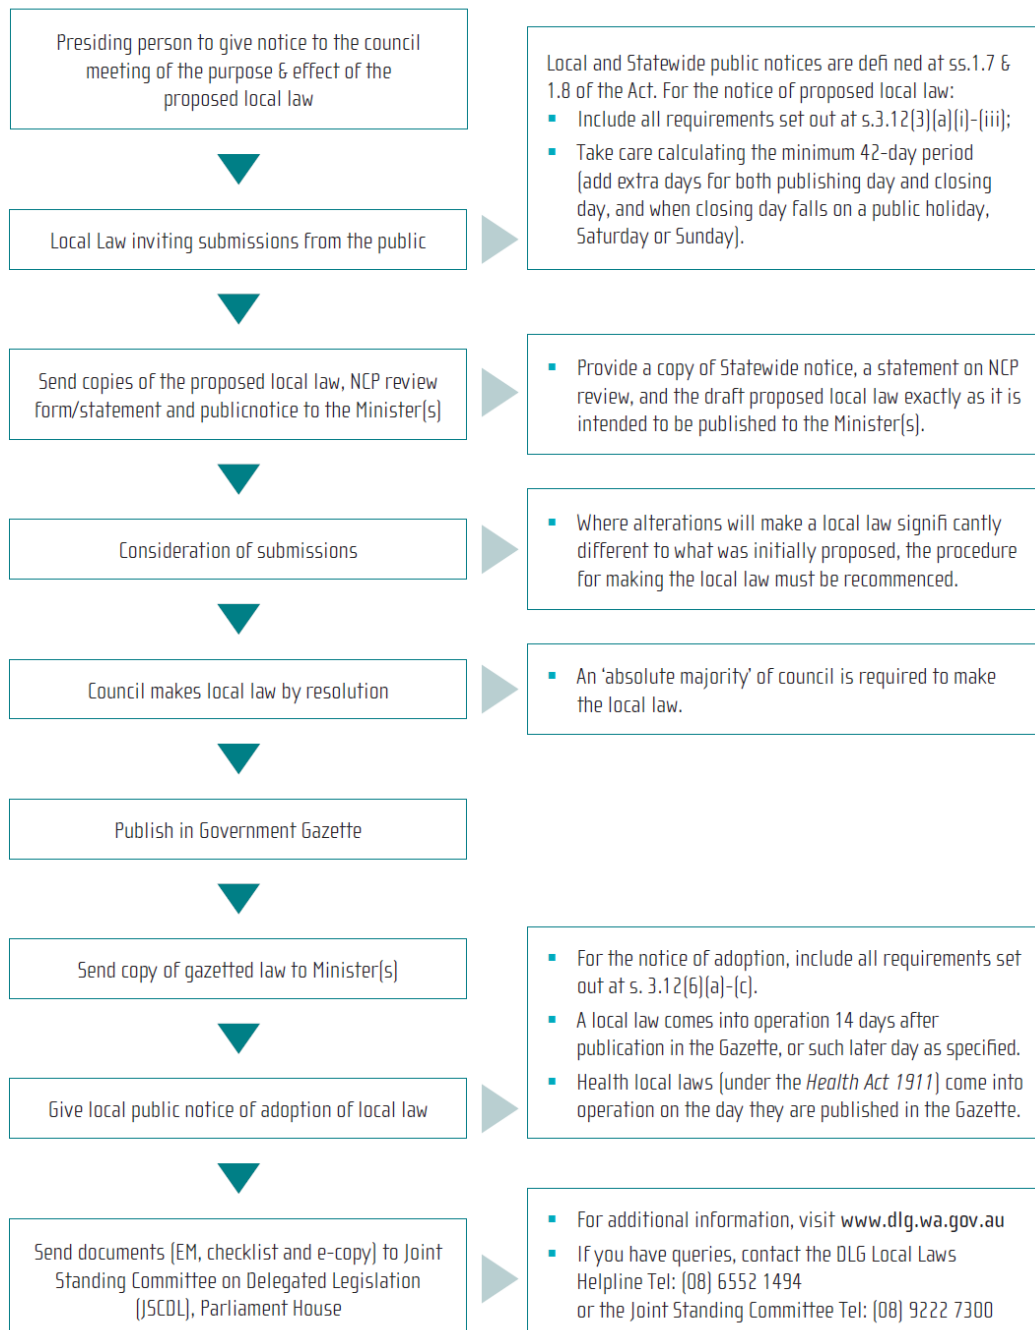 Presiding person to give notice to the council
meeting of the purpose & effect of the
proposed local law
Local and Statewide public notices are defi ned at ss.1.7 &
1.8 of the Act. For the notice of proposed local law:
▪ Include all requirements set out at s.3.12(3)(a)(i)-(iii);
▪ Take care calculating the minimum 42-day period
(add extra days for both publishing day and closing
day, and when closing day falls on a public holiday,
Saturday or Sunday).
Local Law inviting submissions from the public
Send copies of the proposed local law, NCP review
form/statement and publicnotice to the Minister(s)
▪ Provide a copy of Statewide notice, a statement on NCP
review, and the draft proposed local law exactly as it is
intended to be published to the Minister(s).
Consideration of submissions
▪ Where alterations will make a local law signifi cantly
different to what was initially proposed, the procedure
for making the local law must be recommenced.
Council makes local law by resolution
▪ An ‘absolute majority’ of council is required to make
the local law.
Publish in Government Gazette
Send copy of gazetted law to Minister(s)
Give local public notice of adoption of local law
▪ For the notice of adoption, include all requirements set
out at s. 3.12(6)(a)-(c).
▪ A local law comes into operation 14 days after
publication in the Gazette, or such later day as specified.
▪ Health local laws (under the Health Act 1911) come into
operation on the day they are published in the Gazette.
Send documents (EM, checklist and e-copy) to Joint
Standing Committee on Delegated Legislation
(JSCDL), Parliament House
▪ For additional information, visit www.dlg.wa.gov.au
▪ If you have queries, contact the DLG Local Laws
Helpline Tel: (08) 6552 1494
or the Joint Standing Committee Tel: (08) 9222 7300